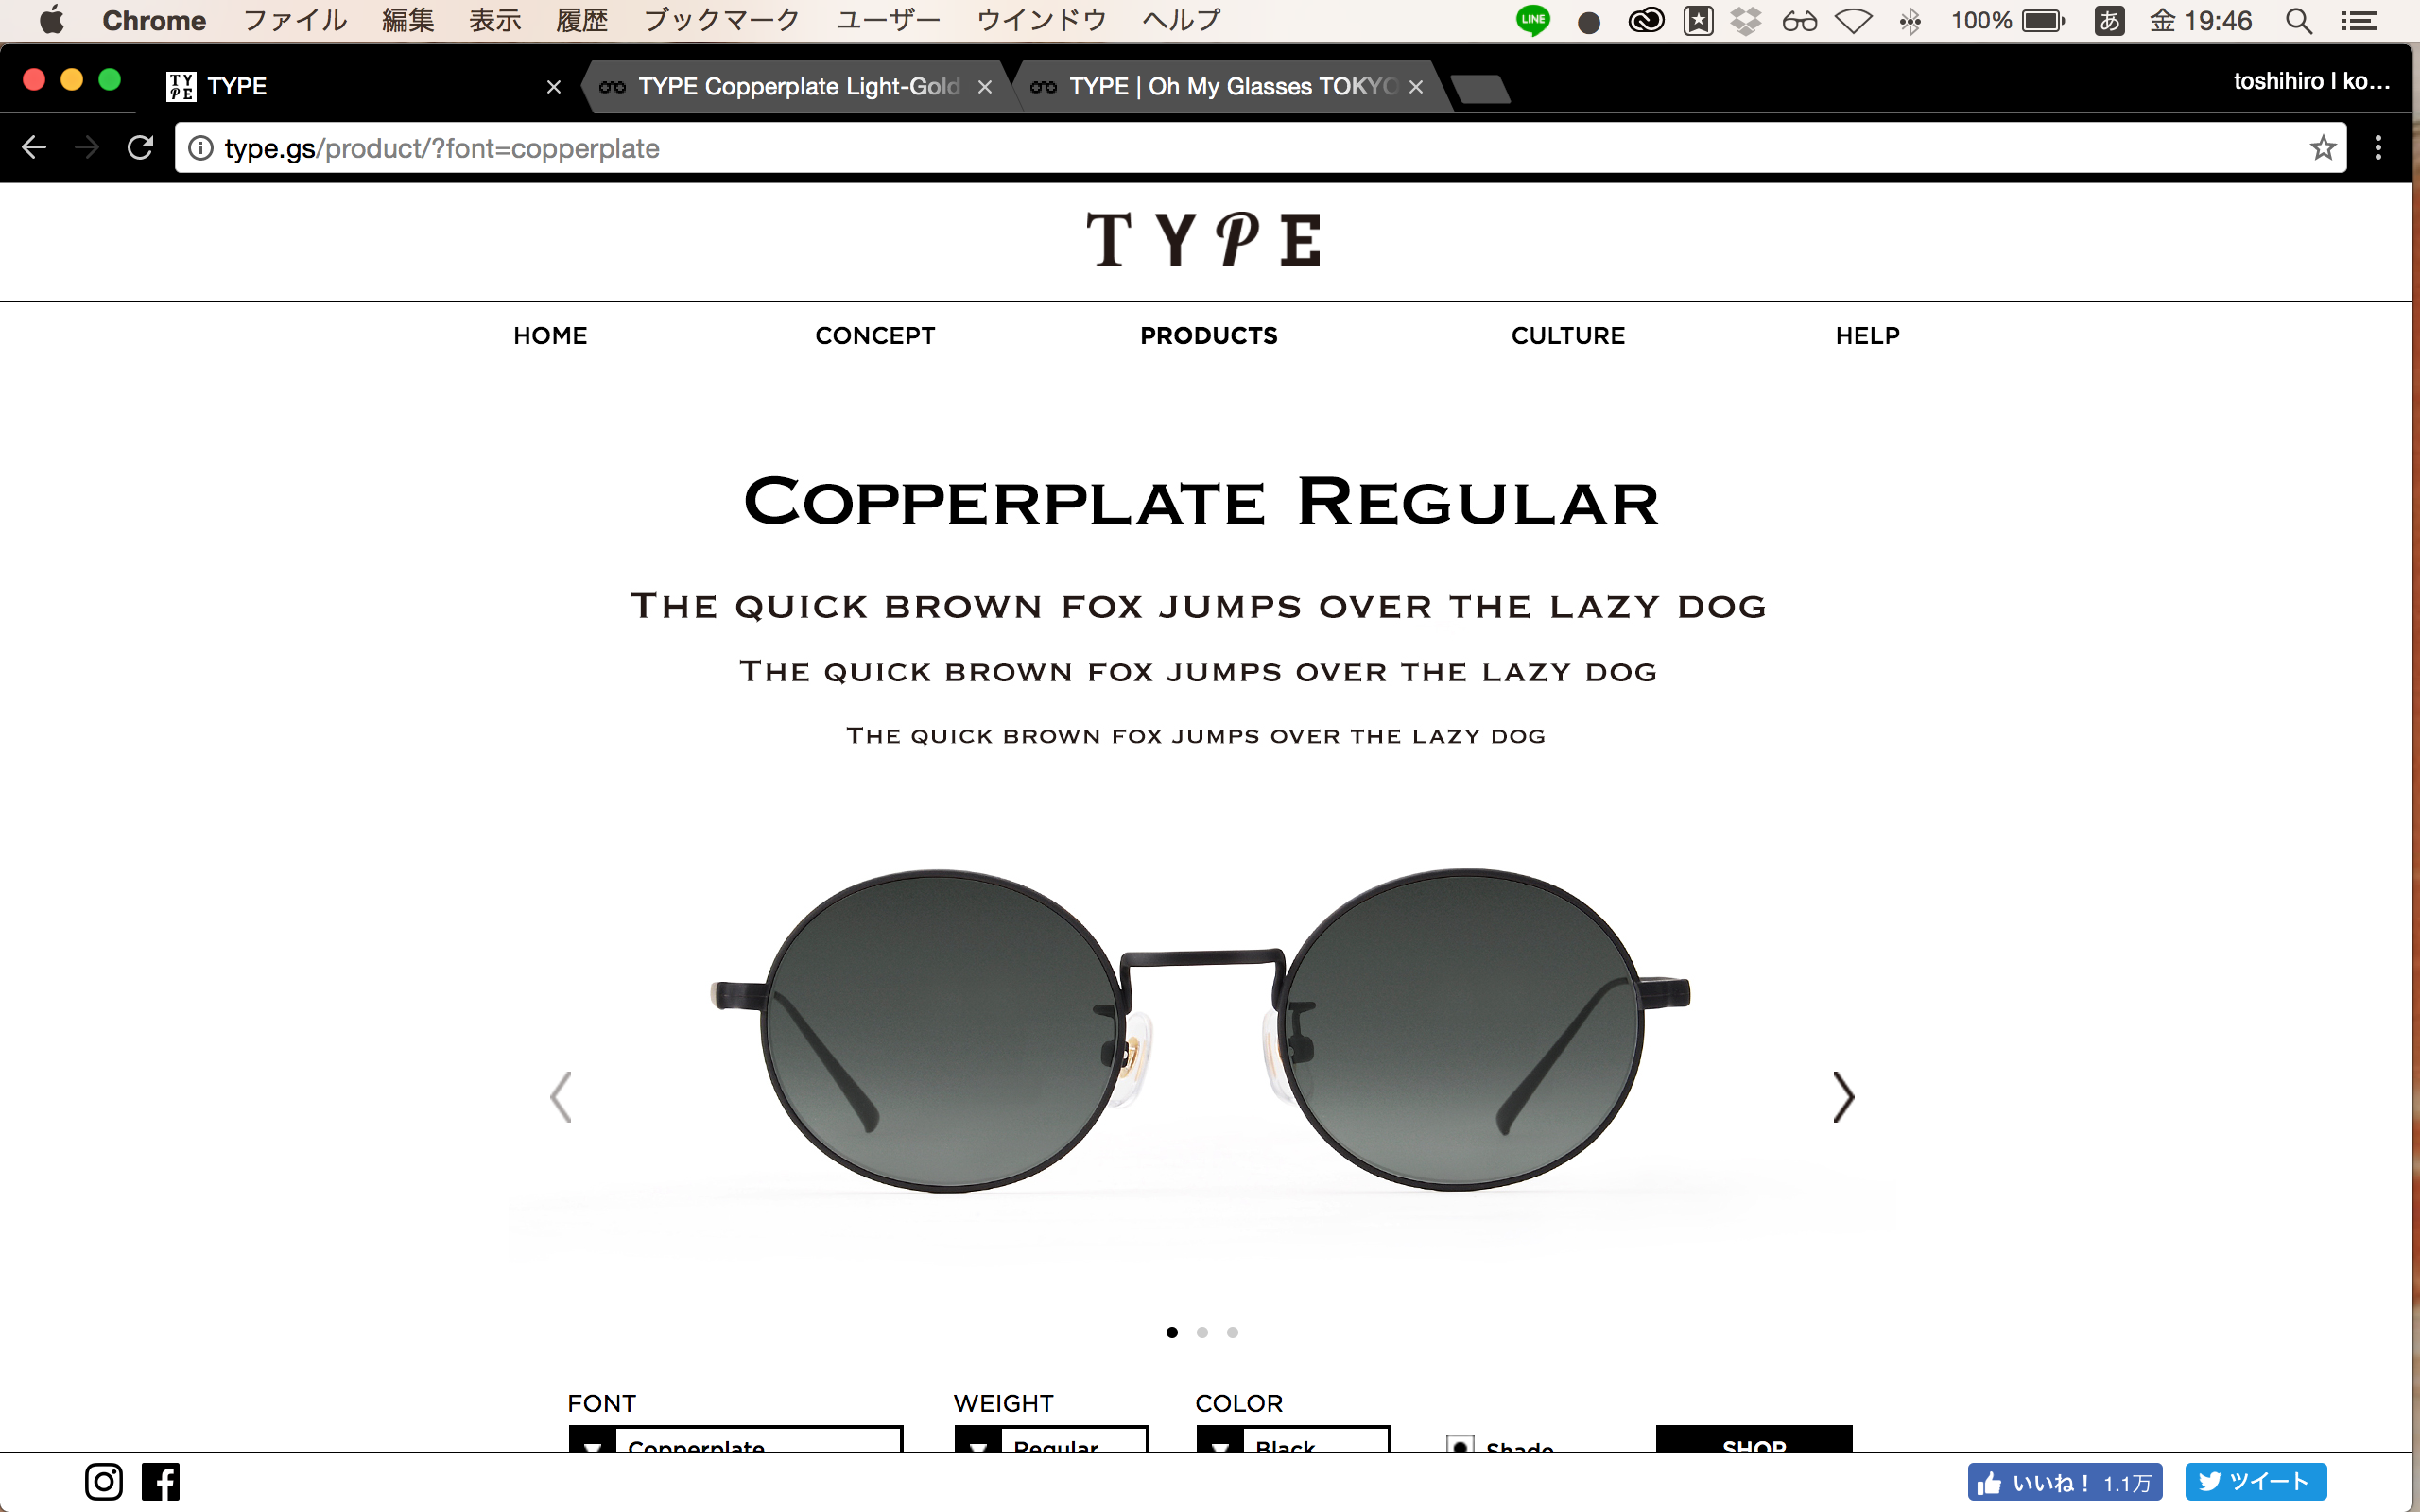 Chrome ファイル 編集 表示 履歴 ブックマーク ユーザー ウインドウ ヘルプ LINE 100% あ 金 19:46
TYPE TYPE Copperplate Light-Gold TYPE | Oh My Glasses TOKYO toshihiro I ko...
type.gs/product/?font=copperplate
TYPE
HOME CONCEPT PRODUCTS CULTURE HELP
Copperplate Regular
The quick brown fox jumps over the lazy dog
The quick brown fox jumps over the lazy dog
The quick brown fox jumps over the lazy dog
FONT WEIGHT COLOR
Copperplate Regular Black Shade SHOP
いいね！ 1.1万 ツイート